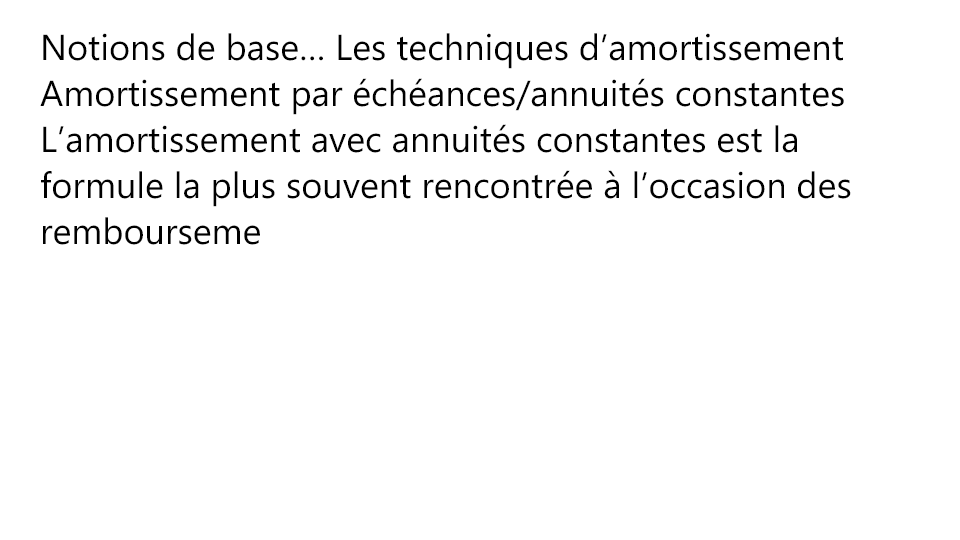 Notions de base… Les techniques d’amortissement
Amortissement par échéances/annuités constantes
L’amortissement avec annuités constantes est la
formule la plus souvent rencontrée à l’occasion des
rembourseme